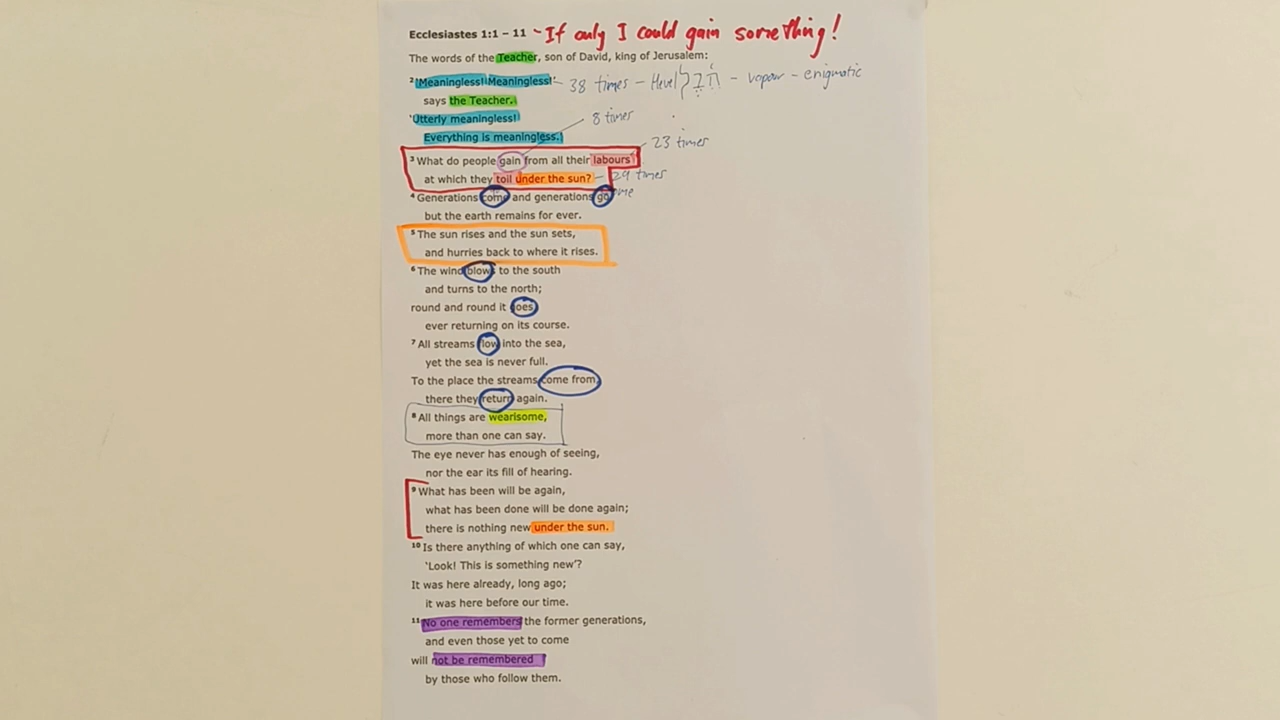 Ecclesiastes 1:1 – 11 ~ If only I could gain something!
The words of the Teacher, son of David, king of Jerusalem:
2 'Meaningless! Meaningless!' – 38 times – Hevel – vapour – enigmatic
says the Teacher.
'Utterly meaningless! 8 times
Everything is meaningless.' 23 times
3 What do people gain from all their labours
at which they toil under the sun? – 29 times
4 Generations come and generations go
but the earth remains for ever.
5 The sun rises and the sun sets,
and hurries back to where it rises.
6 The wind blows to the south
and turns to the north;
round and round it goes,
ever returning on its course.
7 All streams flow into the sea,
yet the sea is never full.
To the place the streams come from,
there they return again.
8 All things are wearisome,
more than one can say.
The eye never has enough of seeing,
nor the ear its fill of hearing.
9 What has been will be again,
what has been done will be done again;
there is nothing new under the sun.
10 Is there anything of which one can say,
'Look! This is something new'?
It was here already, long ago;
it was here before our time.
11 No one remembers the former generations,
and even those yet to come
will not be remembered
by those who follow them.